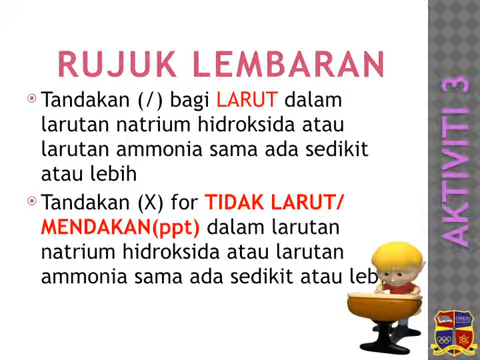 RUJUK LEMBARAN
Tandakan (/) bagi LARUT dalam
larutan natrium hidroksida atau
larutan ammonia sama ada sedikit
atau lebih
Tandakan (X) for TIDAK LARUT/
MENDAKAN(ppt) dalam larutan
natrium hidroksida atau larutan
ammonia sama ada sedikit atau leb
AKTIVITI 3